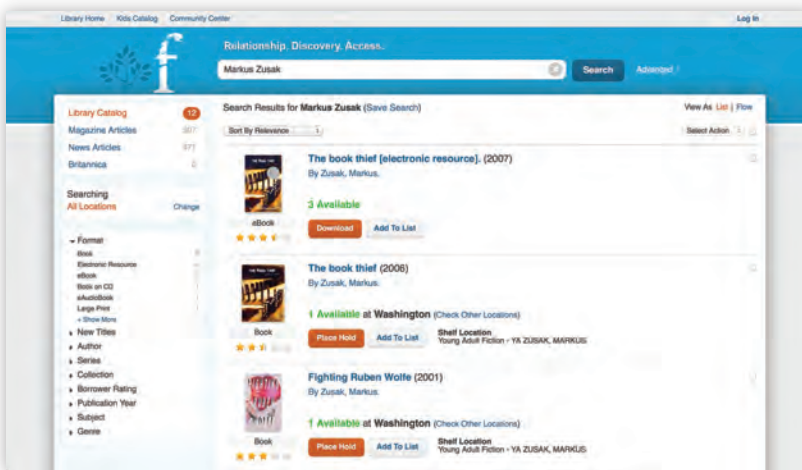 Library Home Kids Catalog Community Center Log In
f
Relationship. Discovery. Access.
Markus Zusak Search Advanced
Library Catalog 12
Magazine Articles
News Articles
Britannica
Searching
All Locations Change
Format
Book
Electronic Resource
eBook
Book on CD
eAudioBook
Large Print
+ Show More
New Titles
Author
Series
Collection
Borrower Rating
Publication Year
Subject
Genre
Search Results for Markus Zusak (Save Search) View As List | Flow
Sort By Relevance Select Action
The book thief [electronic resource]. (2007)
By Zusak, Markus.
3 Available
eBook
Download Add To List
The book thief (2006)
By Zusak, Markus.
1 Available at Washington (Check Other Locations)
Book
Place Hold Add To List Shelf Location
Young Adult Fiction - YA ZUSAK, MARKUS
Fighting Ruben Wolfe (2001)
By Zusak, Markus.
1 Available at Washington (Check Other Locations)
Book
Place Hold Add To List Shelf Location
Young Adult Fiction - YA ZUSAK, MARKUS